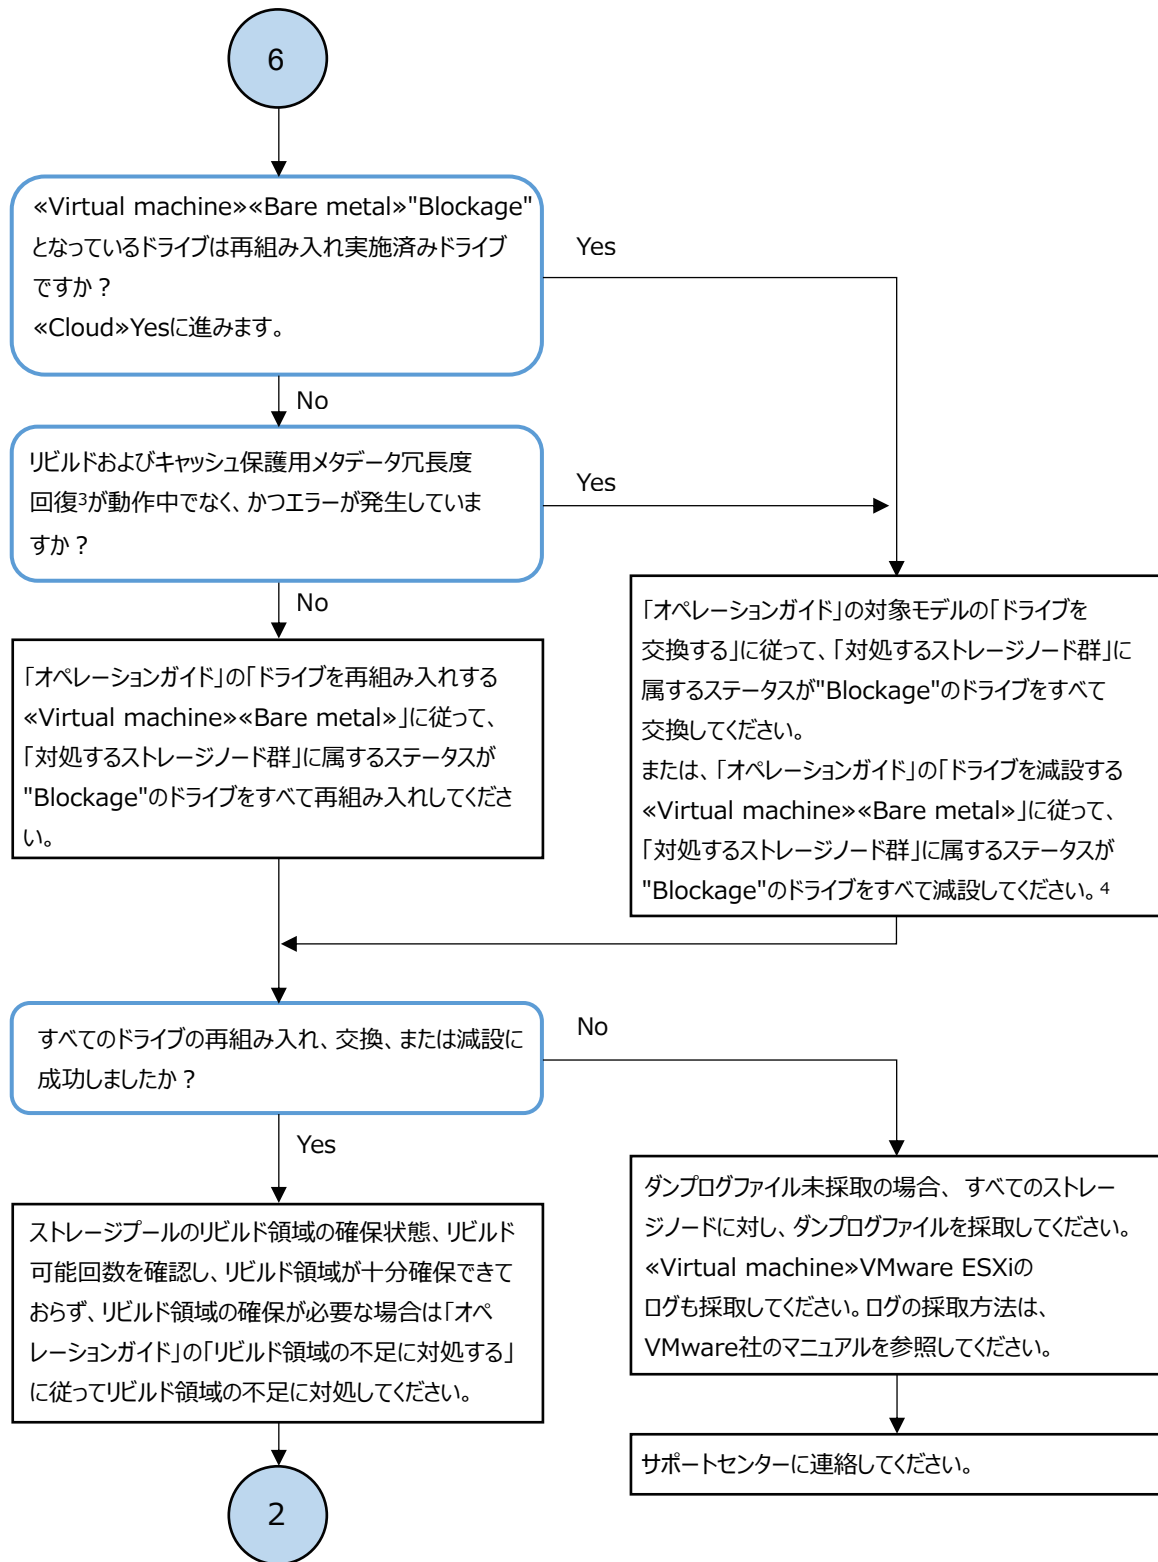 6
«Virtual machine»«Bare metal»"Blockage"
となっているドライブは再組み入れ実施済みドライブ
ですか？
«Cloud»Yesに進みます。
Yes
No
リビルドおよびキャッシュ保護用メタデータ冗長度
回復3が動作中でなく、かつエラーが発生していま
すか？
Yes
No
「オペレーションガイド」の「ドライブを再組み入れする
«Virtual machine»«Bare metal»」に従って、
「対処するストレージノード群」に属するステータスが
"Blockage"のドライブをすべて再組み入れしてくださ
い。
「オペレーションガイド」の対象モデルの「ドライブを
交換する」に従って、「対処するストレージノード群」に
属するステータスが"Blockage"のドライブをすべて
交換してください。
または、「オペレーションガイド」の「ドライブを減設する
«Virtual machine»«Bare metal»」に従って、
「対処するストレージノード群」に属するステータスが
"Blockage"のドライブをすべて減設してください。4
すべてのドライブの再組み入れ、交換、または減設に
成功しましたか？
No
Yes
ストレージプールのリビルド領域の確保状態、リビルド
可能回数を確認し、リビルド領域が十分確保できて
おらず、リビルド領域の確保が必要な場合は「オペ
レーションガイド」の「リビルド領域の不足に対処する」
に従ってリビルド領域の不足に対処してください。
ダンプログファイル未採取の場合、すべてのストレー
ジノードに対し、ダンプログファイルを採取してください。
«Virtual machine»VMware ESXiの
ログも採取してください。ログの採取方法は、
VMware社のマニュアルを参照してください。
サポートセンターに連絡してください。
2